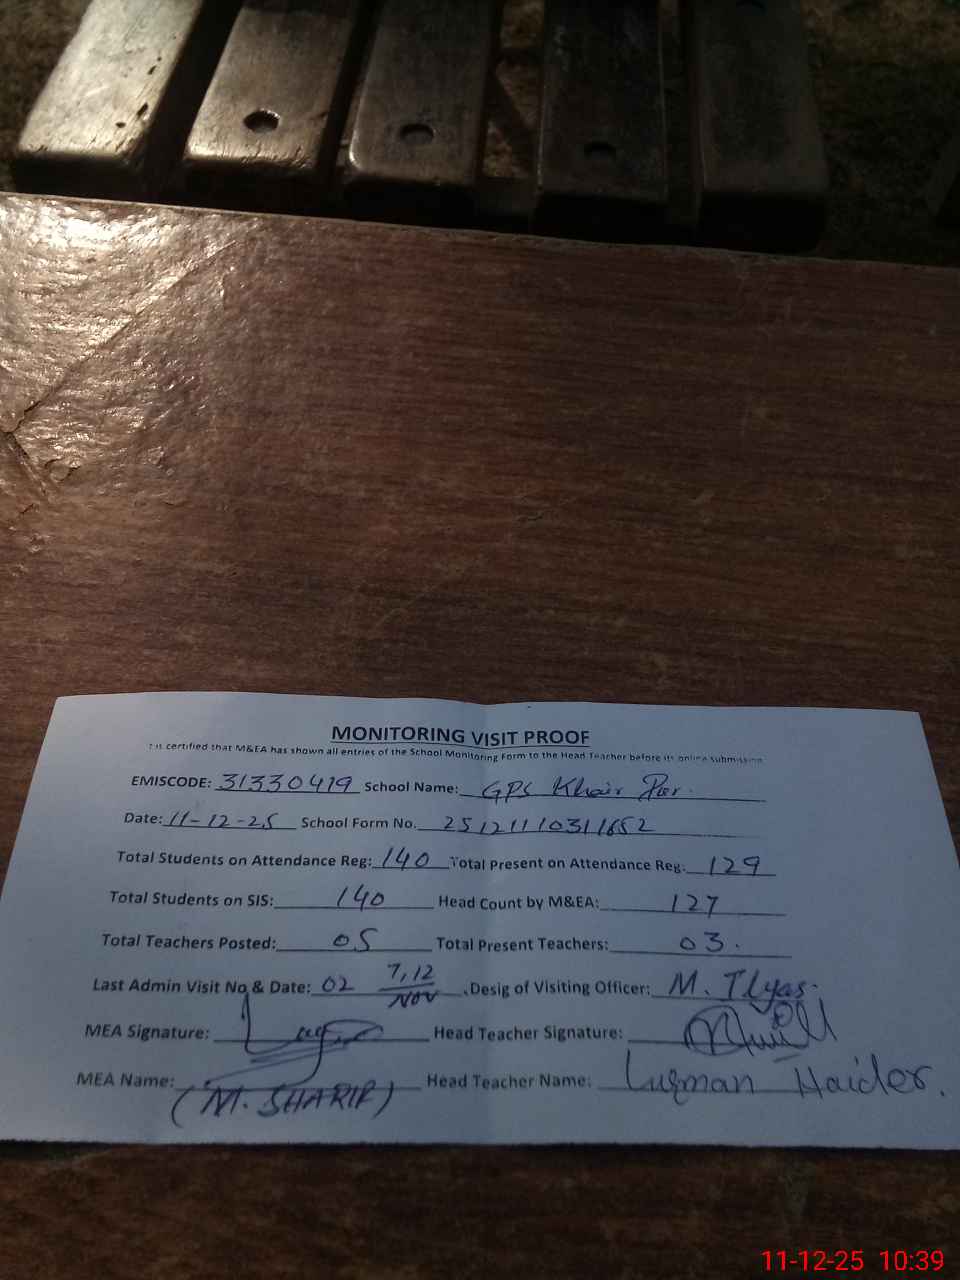 MONITORING VISIT PROOF
t is certified that M&EA has shown all entries of the School Monitoring Form to the Head Teacher before its online submission
EMISCODE: 31330419 School Name: GPS Khair Pur.
Date: 11-12-25 School Form No. 25121110311652
Total Students on Attendance Reg: 140 Total Present on Attendance Reg: 129
Total Students on SIS: 140 Head Count by M&EA: 127
Total Teachers Posted: 05 Total Present Teachers: 03.
Last Admin Visit No & Date: 02 7,12/NOV .Desig of Visiting Officer: M. Ilyas.
MEA Signature: Head Teacher Signature:
MEA Name: (M. SHARIF) Head Teacher Name: Luqman Haider.
11-12-25 10:39